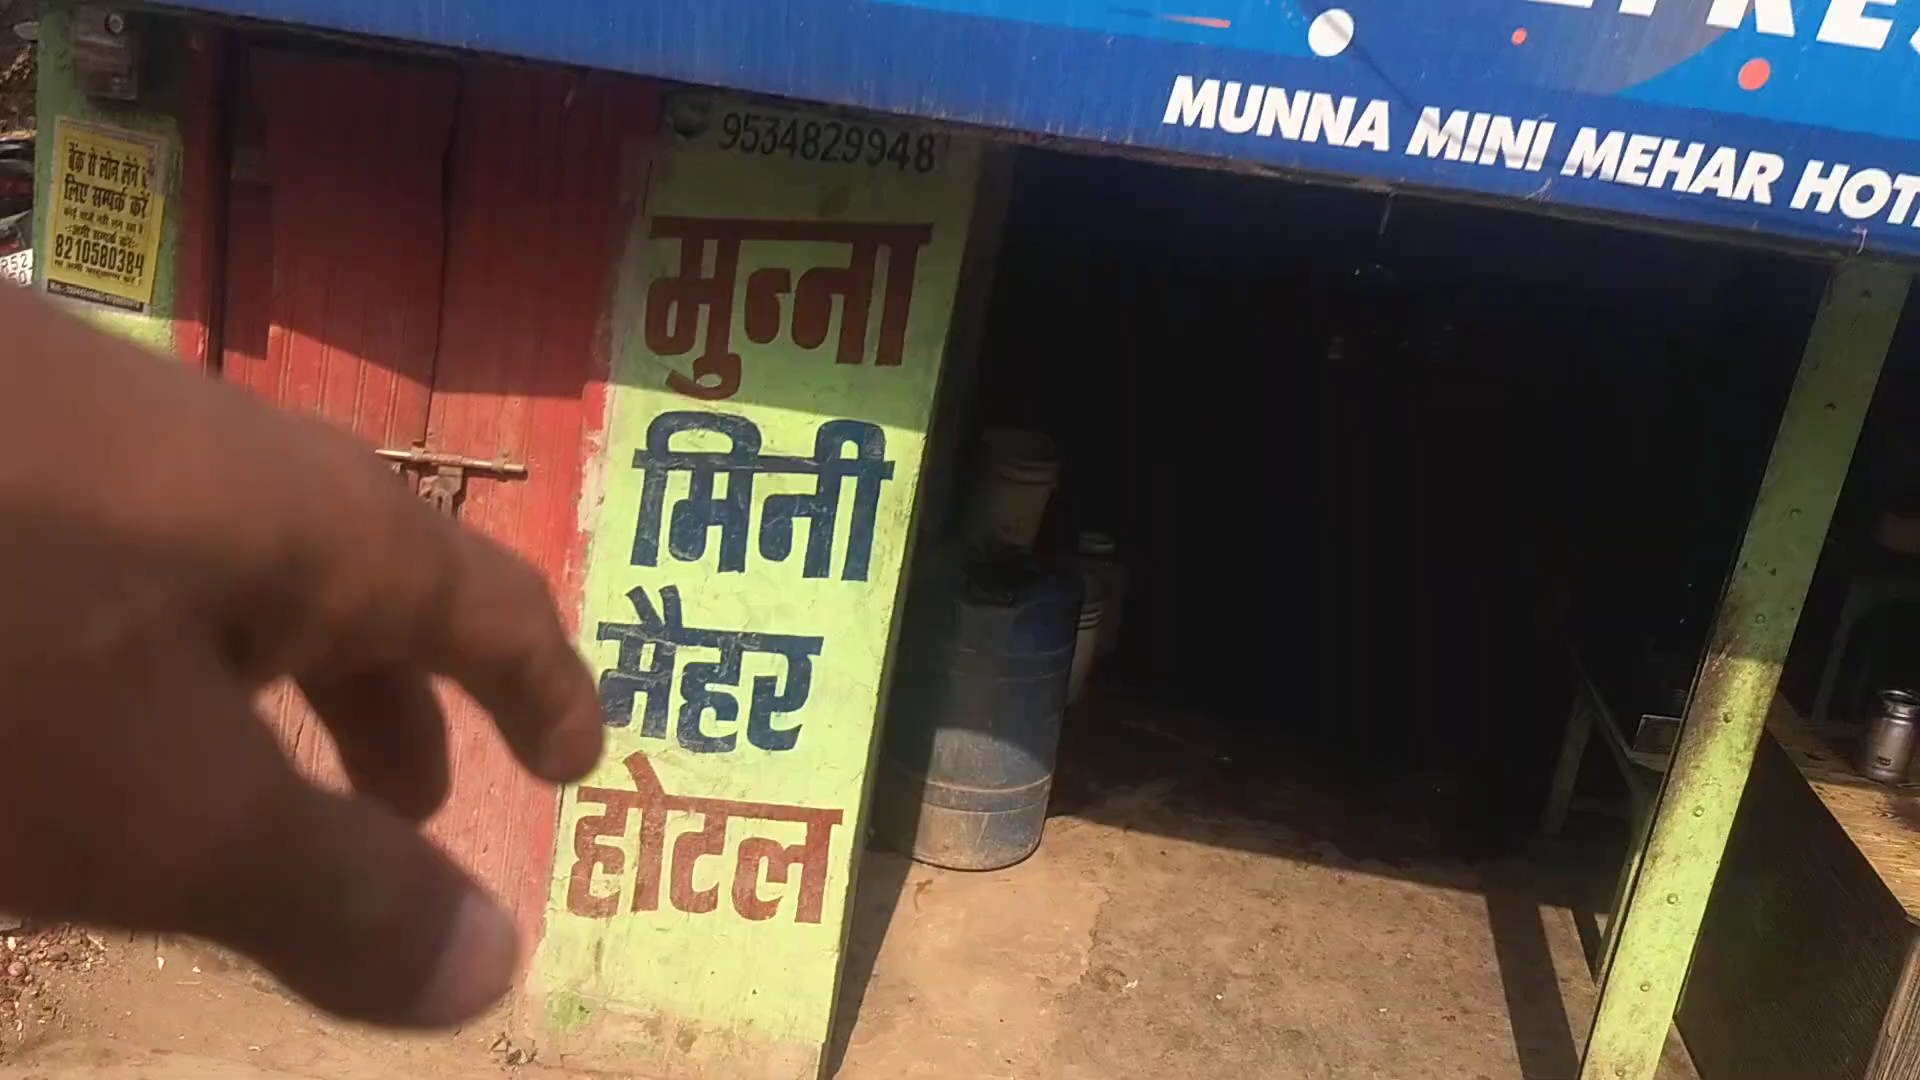 MUNNA MINI MEHAR HOT
9534829948
मुन्ना
मिनी
मैहर
होटल
बैंक से लोन लेने
लिए सम्पर्क करें
8210580384